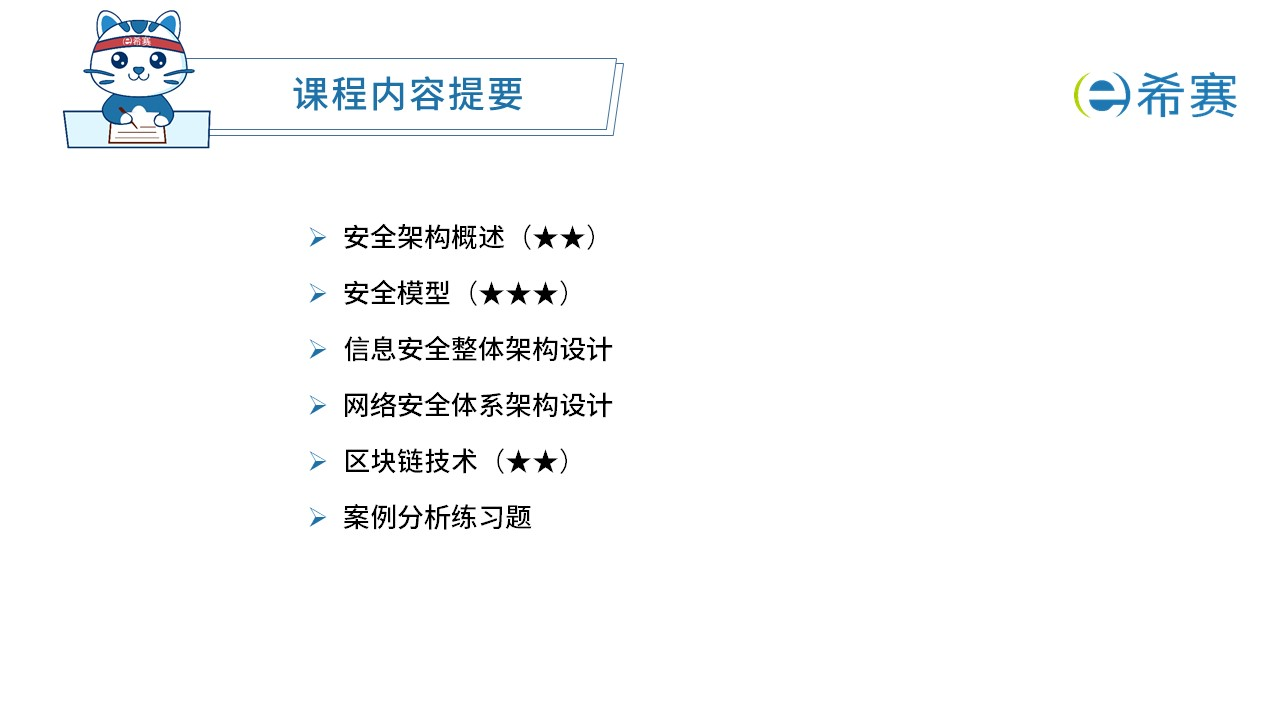 希赛
课程内容提要
希赛
安全架构概述（★★）
安全模型（★★★）
信息安全整体架构设计
网络安全体系架构设计
区块链技术（★★）
案例分析练习题